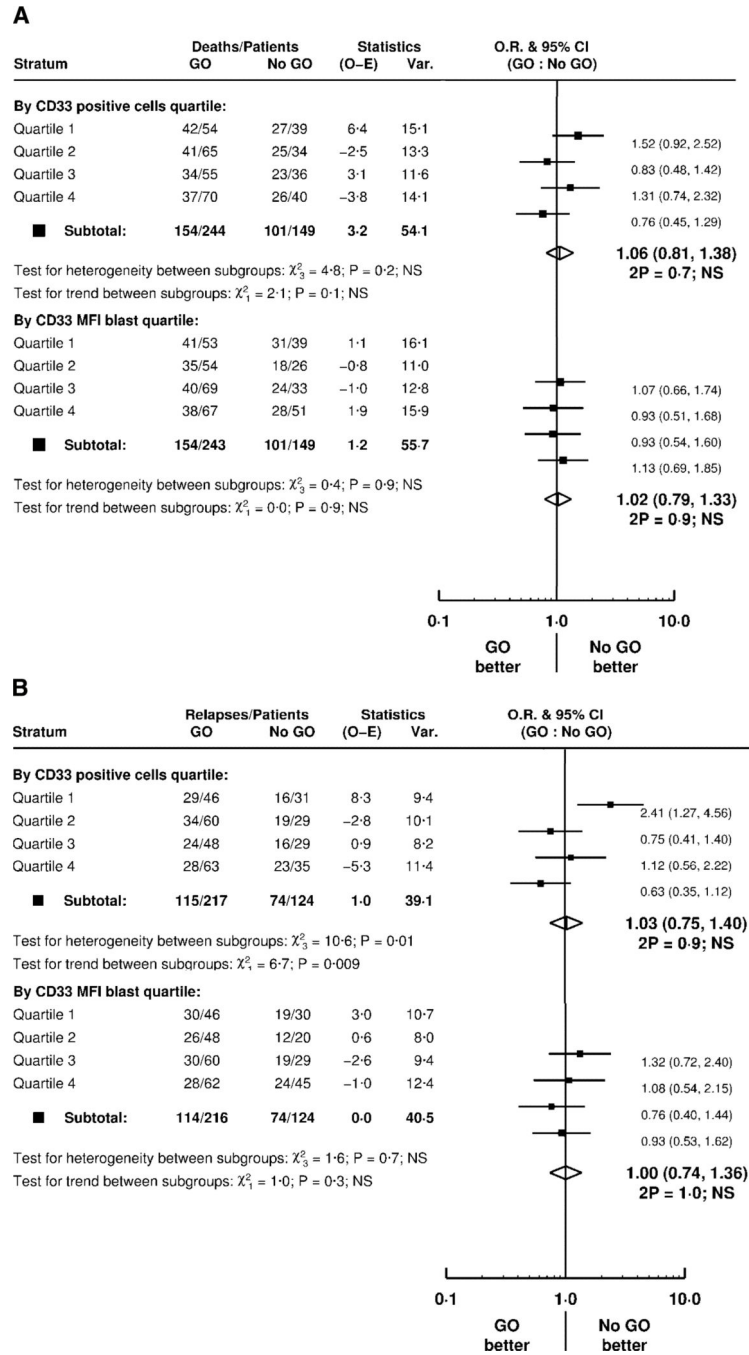 A
Deaths/Patients Statistics O.R. & 95% CI
Stratum GO No GO (O–E) Var. (GO : No GO)
By CD33 positive cells quartile:
Quartile 1 42/54 27/39 6·4 15·1 1·52 (0·92, 2·52)
Quartile 2 41/65 25/34 −2·5 13·3 0·83 (0·48, 1·42)
Quartile 3 34/55 23/36 3·1 11·6 1·31 (0·74, 2·32)
Quartile 4 37/70 26/40 −3·8 14·1 0·76 (0·45, 1·29)
Subtotal: 154/244 101/149 3·2 54·1 1·06 (0·81, 1·38)
2P = 0·7; NS
Test for heterogeneity between subgroups: χ²₃ = 4·8; P = 0·2; NS
Test for trend between subgroups: χ²₁ = 2·1; P = 0·1; NS
By CD33 MFI blast quartile:
Quartile 1 41/53 31/39 1·1 16·1 1·07 (0·66, 1·74)
Quartile 2 35/54 18/26 −0·8 11·0 0·93 (0·51, 1·68)
Quartile 3 40/69 24/33 −1·0 12·8 0·93 (0·54, 1·60)
Quartile 4 38/67 28/51 1·9 15·9 1·13 (0·69, 1·85)
Subtotal: 154/243 101/149 1·2 55·7 1·02 (0·79, 1·33)
2P = 0·9; NS
Test for heterogeneity between subgroups: χ²₃ = 0·4; P = 0·9; NS
Test for trend between subgroups: χ²₁ = 0·0; P = 0·9; NS
0·1 1·0 10·0
GO No GO
better better
B
Relapses/Patients Statistics O.R. & 95% CI
Stratum GO No GO (O–E) Var. (GO : No GO)
By CD33 positive cells quartile:
Quartile 1 29/46 16/31 8·3 9·4 2·41 (1·27, 4·56)
Quartile 2 34/60 19/29 −2·8 10·1 0·75 (0·41, 1·40)
Quartile 3 24/48 16/29 0·9 8·2 1·12 (0·56, 2·22)
Quartile 4 28/63 23/35 −5·3 11·4 0·63 (0·35, 1·12)
Subtotal: 115/217 74/124 1·0 39·1 1·03 (0·75, 1·40)
2P = 0·9; NS
Test for heterogeneity between subgroups: χ²₃ = 10·6; P = 0·01
Test for trend between subgroups: χ²₁ = 6·7; P = 0·009
By CD33 MFI blast quartile:
Quartile 1 30/46 19/30 3·0 10·7 1·32 (0·72, 2·40)
Quartile 2 26/48 12/20 0·6 8·0 1·08 (0·54, 2·15)
Quartile 3 30/60 19/29 −2·6 9·4 0·76 (0·40, 1·44)
Quartile 4 28/62 24/45 −1·0 12·4 0·93 (0·53, 1·62)
Subtotal: 114/216 74/124 0·0 40·5 1·00 (0·74, 1·36)
2P = 1·0; NS
Test for heterogeneity between subgroups: χ²₃ = 1·6; P = 0·7; NS
Test for trend between subgroups: χ²₁ = 1·0; P = 0·3; NS
0·1 1·0 10·0
GO No GO
better better